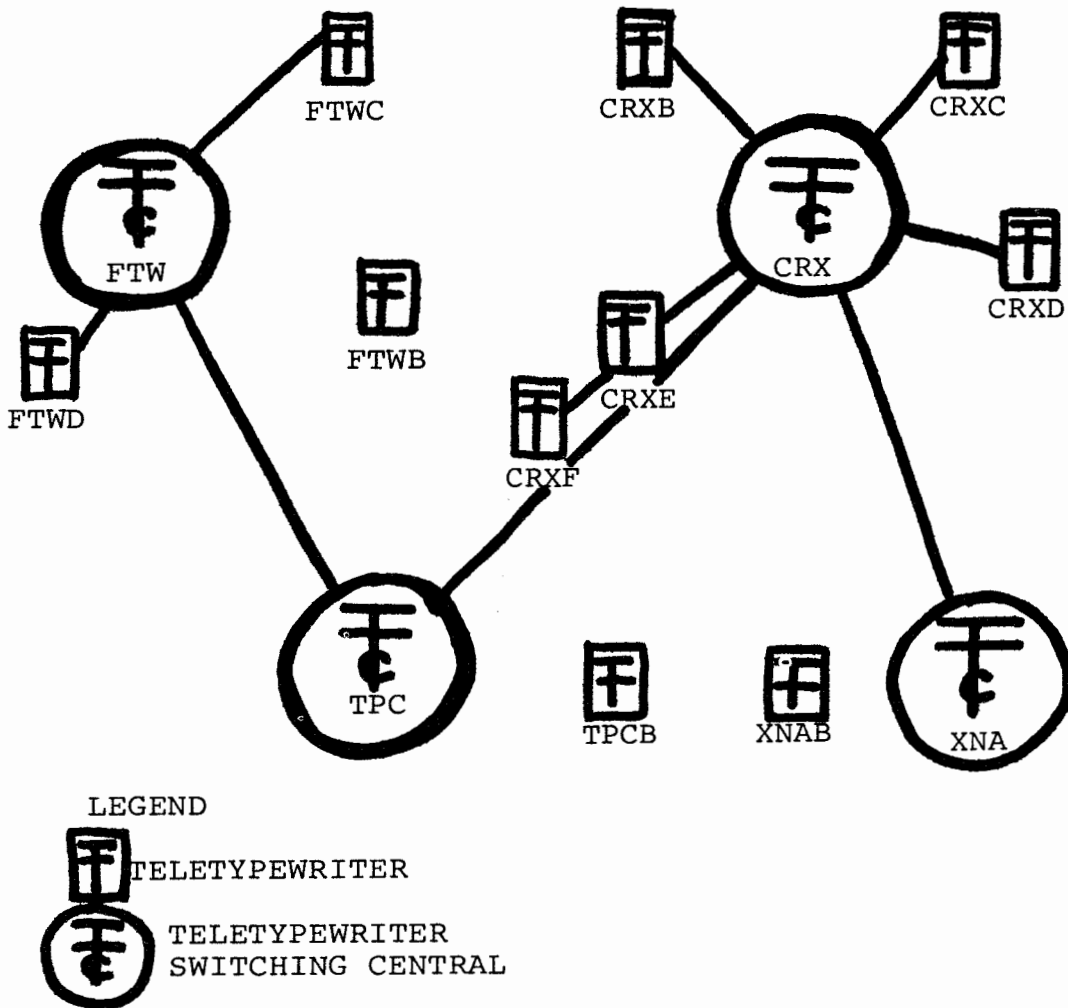 FTWC
CRXB
CRXC
FTW
CRX
CRXD
FTWB
FTWD
CRXE
CRXF
TPC
TPCB
XNAB
XNA
LEGEND
TELETYPEWRITER
TELETYPEWRITER
SWITCHING CENTRAL